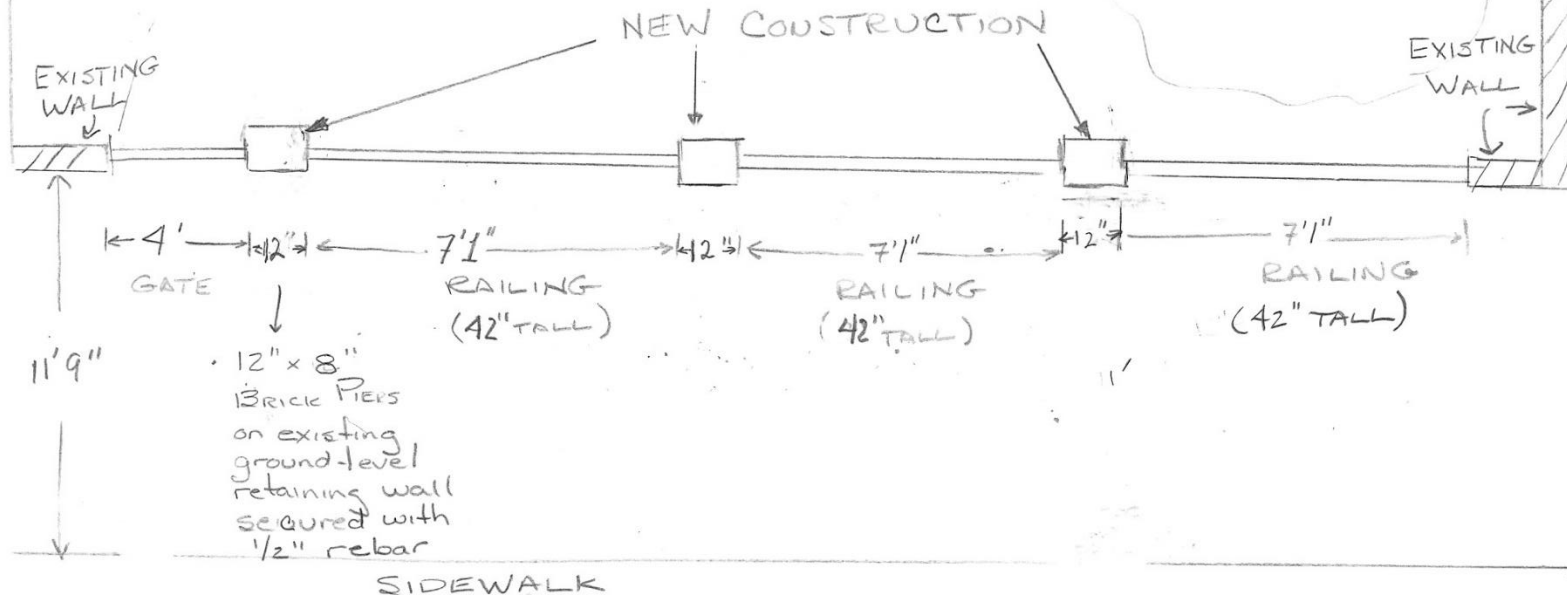 NEW CONSTRUCTION
EXISTING
WALL
EXISTING
WALL
4'
GATE
12"
7'1"
RAILING
(42" TALL)
12"
7'1"
RAILING
(42" TALL)
12"
7'1"
RAILING
(42" TALL)
11'9"
12" x 8"
BRICK PIERS
on existing
ground-level
retaining wall
secured with
1/2" rebar
11'
SIDEWALK